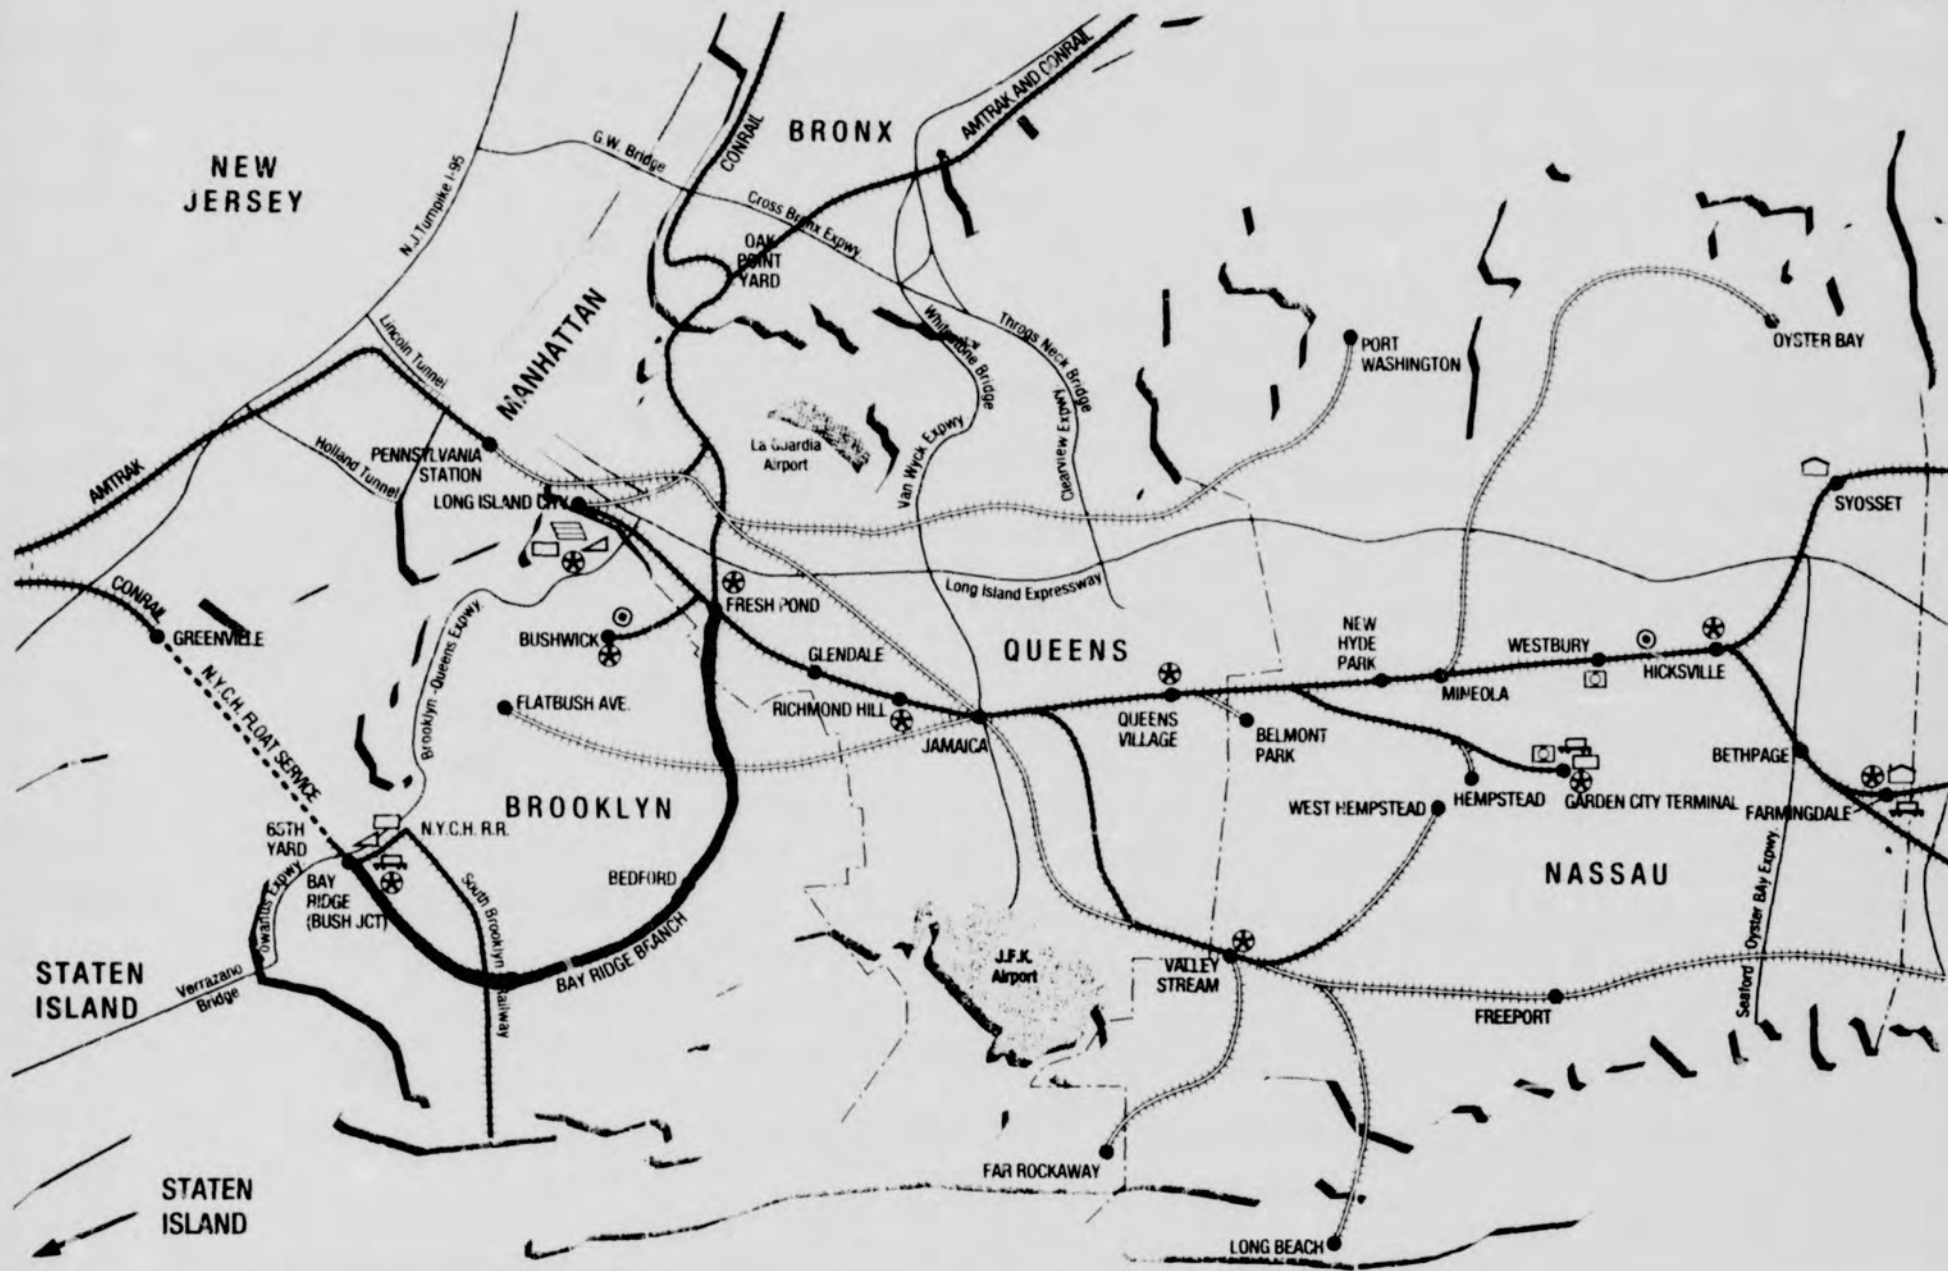 NEW
JERSEY
N.J. Turnpike I-95
G.W. Bridge
CONRAIL
BRONX
AMTRAK AND CONRAIL
Cross Bronx Expwy
OAK
POINT
YARD
MANHATTAN
Lincoln Tunnel
Holland Tunnel
AMTRAK
PENNSYLVANIA
STATION
LONG ISLAND CITY
La Guardia
Airport
Whitestone Bridge
Throgs Neck Bridge
Van Wyck Expwy
Clearview Expwy
PORT
WASHINGTON
OYSTER BAY
SYOSSET
CONRAIL
GREENVILLE
N.Y.C.H. FLOAT SERVICE
Brooklyn-Queens Expwy
BUSHWICK
FRESH POND
Long Island Expressway
QUEENS
GLENDALE
RICHMOND HILL
JAMAICA
FLATBUSH AVE.
QUEENS
VILLAGE
BELMONT
PARK
NEW
HYDE
PARK
MINEOLA
WESTBURY
HICKSVILLE
BETHPAGE
FARMINGDALE
HEMPSTEAD
GARDEN CITY TERMINAL
WEST HEMPSTEAD
NASSAU
Seaford Oyster BAy Expwy.
BROOKLYN
65TH
YARD
N.Y.C.H. R.R.
BAY
RIDGE
(BUSH JCT)
South Brooklyn Railway
BEDFORD
BAY RIDGE BRANCH
Gowanus Expwy
Verrazano
Bridge
STATEN
ISLAND
J.F.K.
Airport
VALLEY
STREAM
FREEPORT
FAR ROCKAWAY
LONG BEACH
STATEN
ISLAND